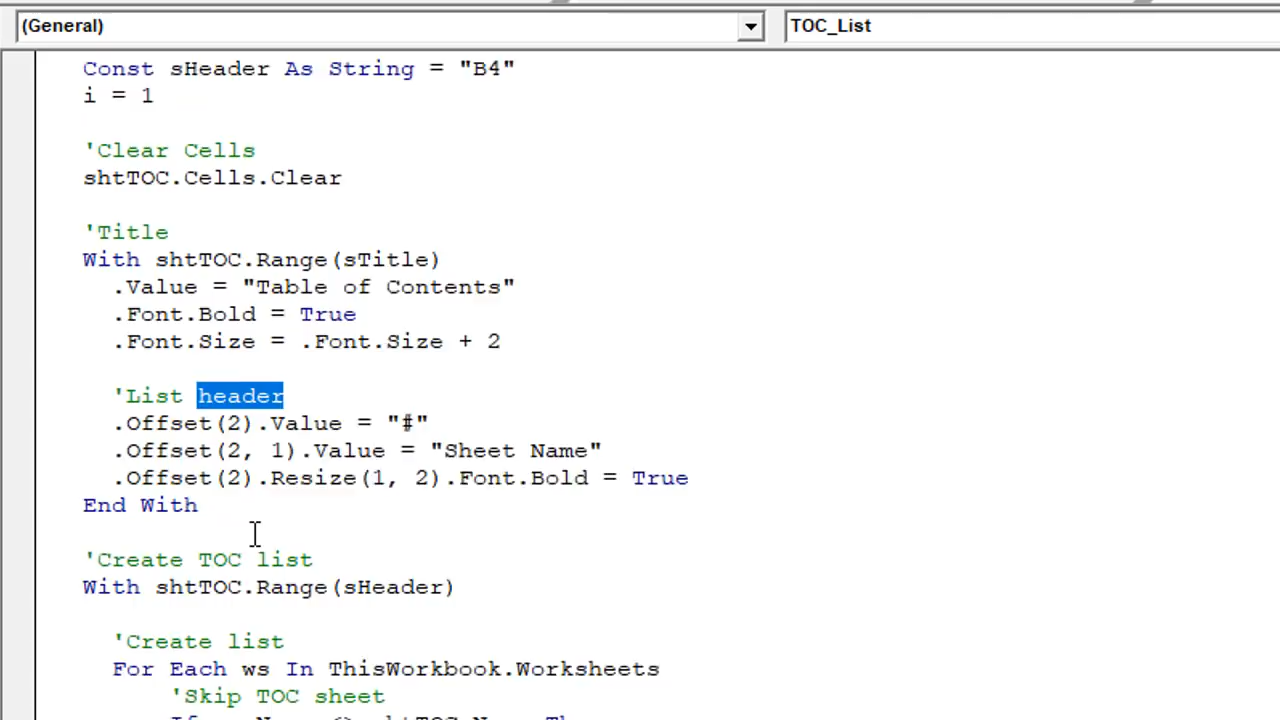 (General) TOC_List
Const sHeader As String = "B4"
i = 1
'Clear Cells
shtTOC.Cells.Clear
'Title
With shtTOC.Range(sTitle)
.Value = "Table of Contents"
.Font.Bold = True
.Font.Size = .Font.Size + 2
'List header
.Offset(2).Value = "#"
.Offset(2, 1).Value = "Sheet Name"
.Offset(2).Resize(1, 2).Font.Bold = True
End With
'Create TOC list
With shtTOC.Range(sHeader)
'Create list
For Each ws In ThisWorkbook.Worksheets
'Skip TOC sheet